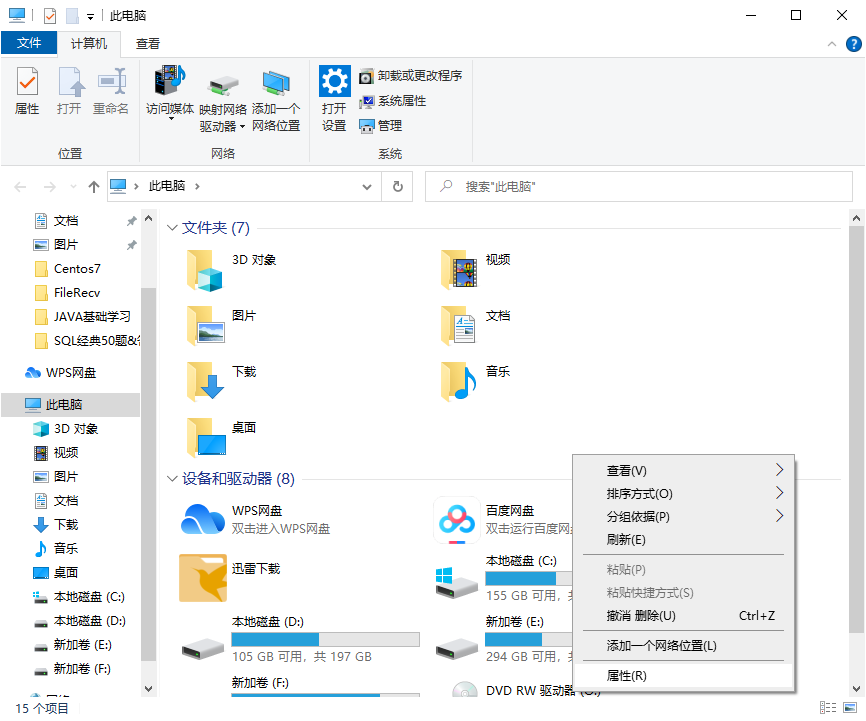 此电脑
文件 计算机 查看
属性 打开 重命名 访问媒体 映射网络驱动器 添加一个网络位置 打开设置 卸载或更改程序
系统属性
管理
位置 网络 系统
此电脑 搜索"此电脑"
文档
图片
Centos7
FileRecv
JAVA基础学习
SQL经典50题&
WPS网盘
此电脑
3D 对象
视频
图片
文档
下载
音乐
桌面
本地磁盘 (C:)
本地磁盘 (D:)
新加卷 (E:)
新加卷 (F:)
文件夹 (7)
3D 对象 视频
图片 文档
下载 音乐
桌面
设备和驱动器 (8)
WPS网盘
双击进入WPS网盘
百度网盘
双击运行百度网
迅雷下载
本地磁盘 (C:)
155 GB 可用,
本地磁盘 (D:)
105 GB 可用，共 197 GB
新加卷 (E:)
294 GB 可用,
新加卷 (F:)
DVD RW 驱动器
查看(V)
排序方式(O)
分组依据(P)
刷新(E)
粘贴(P)
粘贴快捷方式(S)
撤消 删除(U) Ctrl+Z
添加一个网络位置(L)
属性(R)
15 个项目